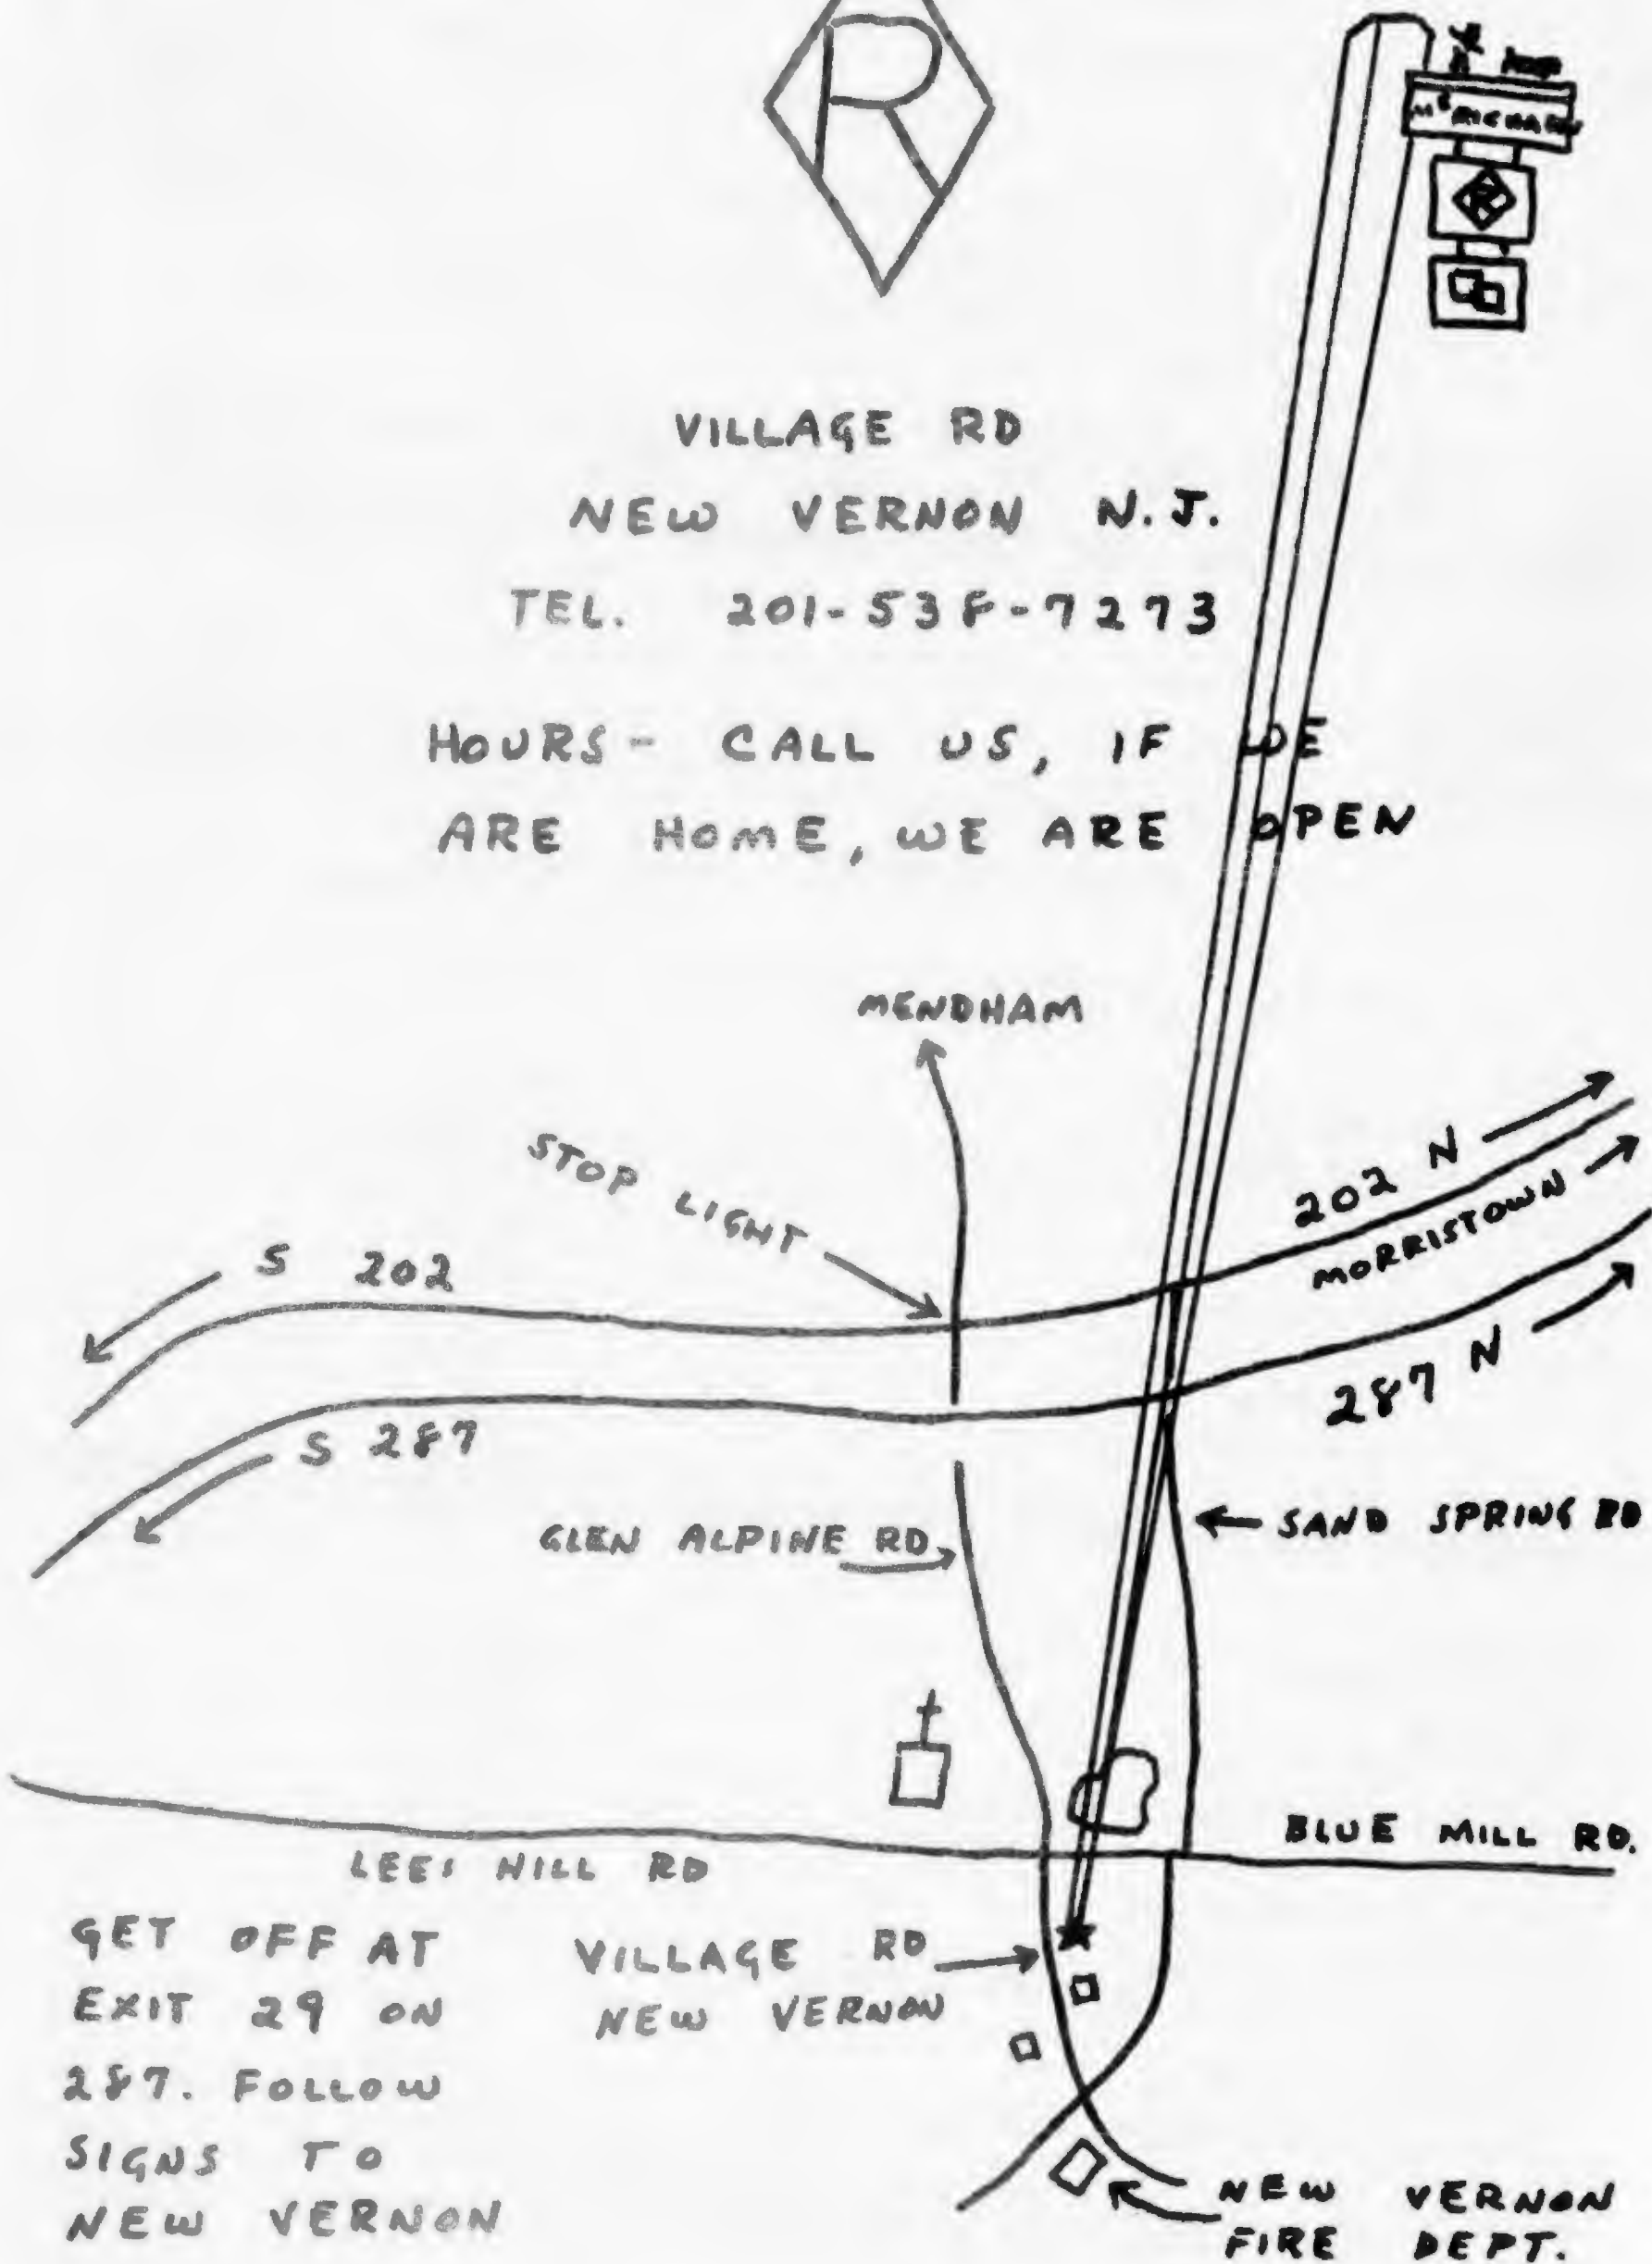 R
Mc RICHARD
R
VILLAGE RD
NEW VERNON N.J.
TEL. 201-538-7273
HOURS - CALL US, IF WE
ARE HOME, WE ARE OPEN
MENDHAM
STOP LIGHT
202 N
MORRISTOWN
S 202
287 N
S 287
GLEN ALPINE RD.
SAND SPRING RD
BLUE MILL RD.
LEES HILL RD
GET OFF AT
EXIT 29 ON
287. FOLLOW
SIGNS TO
NEW VERNON
VILLAGE RD
NEW VERNON
NEW VERNON
FIRE DEPT.